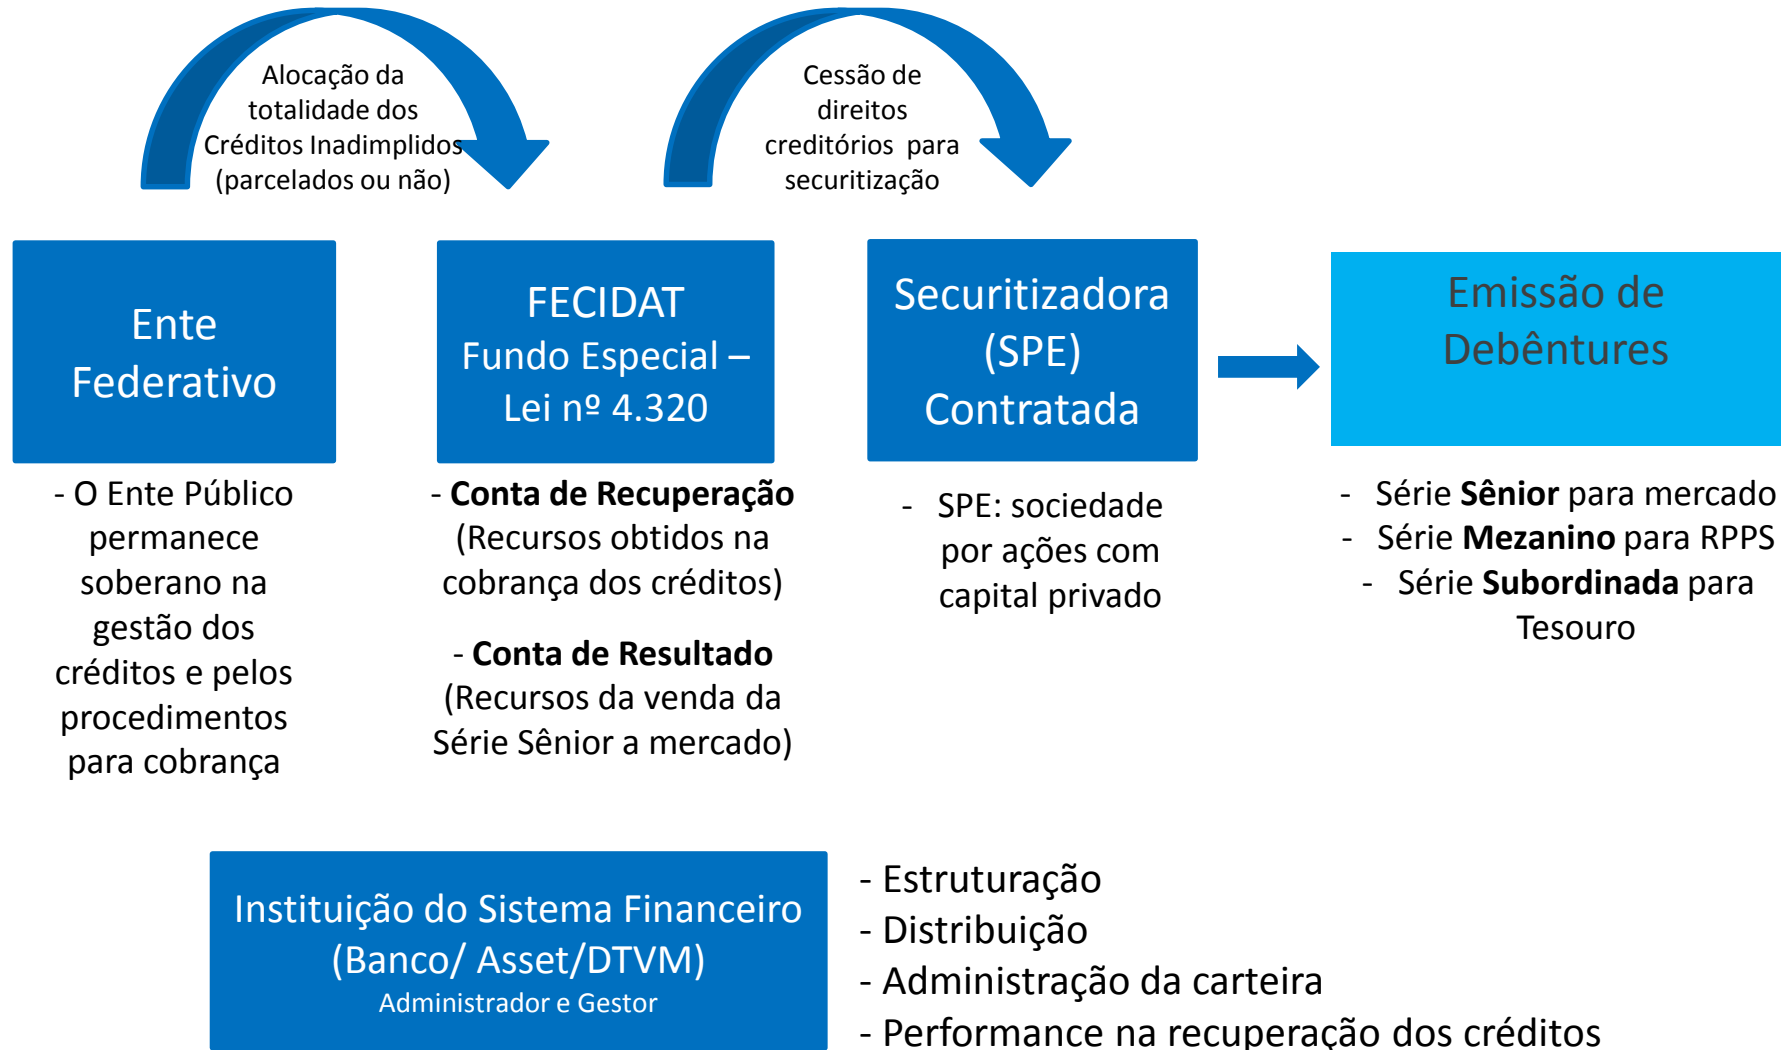 Alocação da
totalidade dos
Créditos Inadimplidos
(parcelados ou não)
Cessão de
direitos
creditórios para
securitização
Ente
Federativo
FECIDAT
Fundo Especial –
Lei nº 4.320
Securitizadora
(SPE)
Contratada
Emissão de
Debêntures
- O Ente Público
permanece
soberano na
gestão dos
créditos e pelos
procedimentos
para cobrança
- Conta de Recuperação
(Recursos obtidos na
cobrança dos créditos)
- Conta de Resultado
(Recursos da venda da
Série Sênior a mercado)
- SPE: sociedade
por ações com
capital privado
- Série Sênior para mercado
- Série Mezanino para RPPS
- Série Subordinada para
Tesouro
Instituição do Sistema Financeiro
(Banco/ Asset/DTVM)
Administrador e Gestor
- Estruturação
- Distribuição
- Administração da carteira
- Performance na recuperação dos créditos